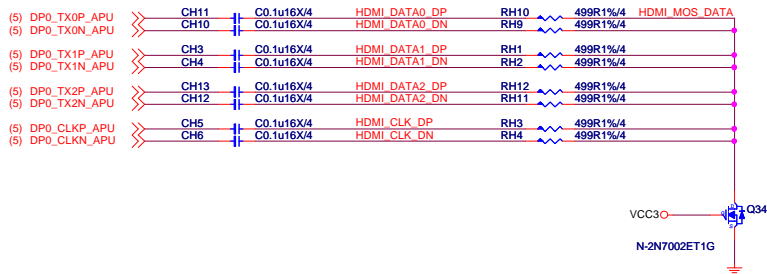 (5) DP0_TX0P_APU CH11 C0.1u16X/4 HDMI_DATA0_DP RH10 499R1%/4 HDMI_MOS_DATA
(5) DP0_TX0N_APU CH10 C0.1u16X/4 HDMI_DATA0_DN RH9 499R1%/4
(5) DP0_TX1P_APU CH3 C0.1u16X/4 HDMI_DATA1_DP RH1 499R1%/4
(5) DP0_TX1N_APU CH4 C0.1u16X/4 HDMI_DATA1_DN RH2 499R1%/4
(5) DP0_TX2P_APU CH13 C0.1u16X/4 HDMI_DATA2_DP RH12 499R1%/4
(5) DP0_TX2N_APU CH12 C0.1u16X/4 HDMI_DATA2_DN RH11 499R1%/4
(5) DP0_CLKP_APU CH5 C0.1u16X/4 HDMI_CLK_DP RH3 499R1%/4
(5) DP0_CLKN_APU CH6 C0.1u16X/4 HDMI_CLK_DN RH4 499R1%/4
VCC3 Q34
N-2N7002ET1G